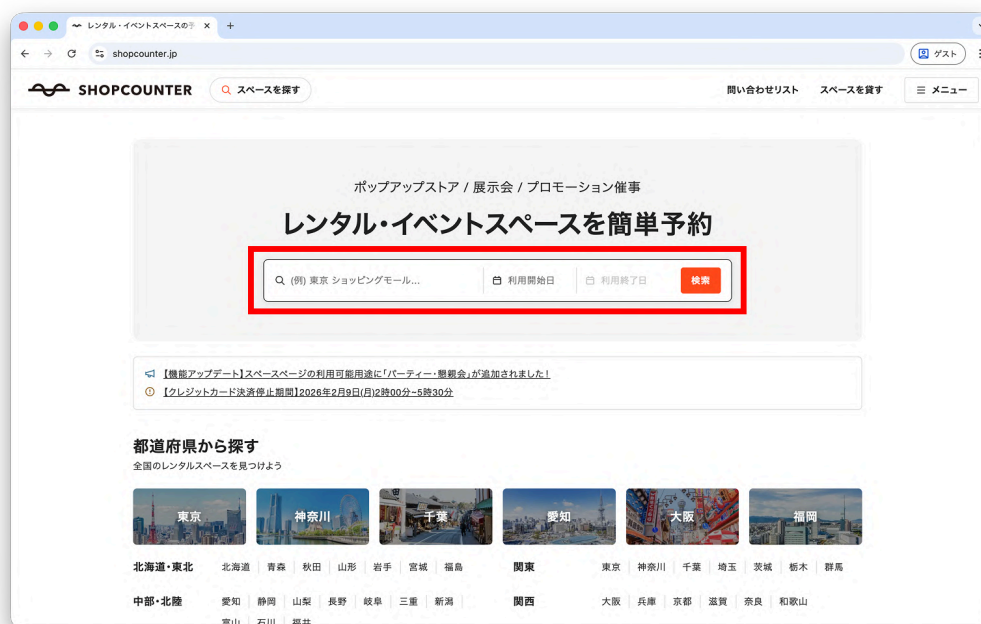 レンタル・イベントスペースの予
shopcounter.jp
ゲスト
SHOPCOUNTER
スペースを探す
問い合わせリスト
スペースを貸す
メニュー
ポップアップストア / 展示会 / プロモーション催事
レンタル・イベントスペースを簡単予約
(例) 東京 ショッピングモール...
利用開始日
利用終了日
検索
【機能アップデート】スペースページの利用可能用途に「パーティー・懇親会」が追加されました！
【クレジットカード決済停止期間】2026年2月9日(月)2時00分~5時30分
都道府県から探す
全国のレンタルスペースを見つけよう
東京
神奈川
千葉
愛知
大阪
福岡
北海道・東北 北海道 青森 秋田 山形 岩手 宮城 福島
関東 東京 神奈川 千葉 埼玉 茨城 栃木 群馬
中部・北陸 愛知 静岡 山梨 長野 岐阜 三重 新潟
富山 石川 福井
関西 大阪 兵庫 京都 滋賀 奈良 和歌山